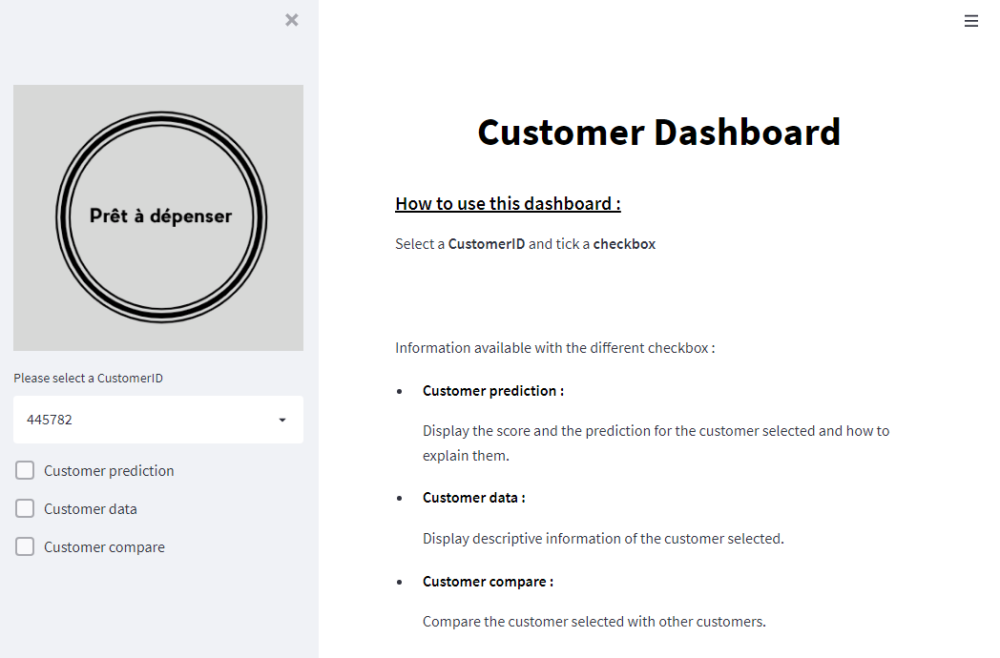 Prêt à dépenser
Please select a CustomerID
445782
Customer prediction
Customer data
Customer compare
Customer Dashboard
How to use this dashboard :
Select a CustomerID and tick a checkbox
Information available with the different checkbox :
Customer prediction :
Display the score and the prediction for the customer selected and how to
explain them.
Customer data :
Display descriptive information of the customer selected.
Customer compare :
Compare the customer selected with other customers.